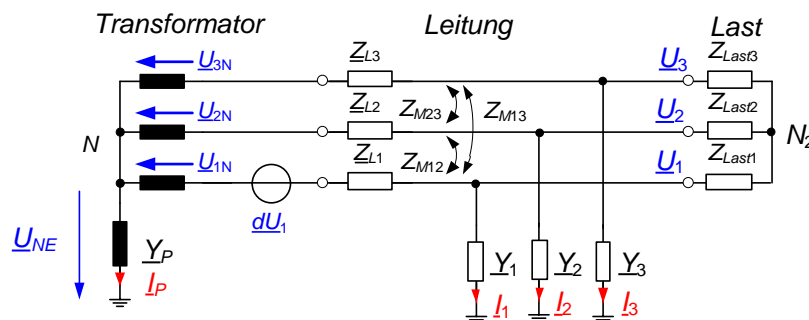 Transformator Leitung Last
U3N ZL3 U3 ZLast3
U2N ZL2 ZM23 ZM13 U2 ZLast2
N N2
U1N ZL1 ZM12 U1 ZLast1
dU1
UNE YP Y1 Y2 Y3
IP I1 I2 I3